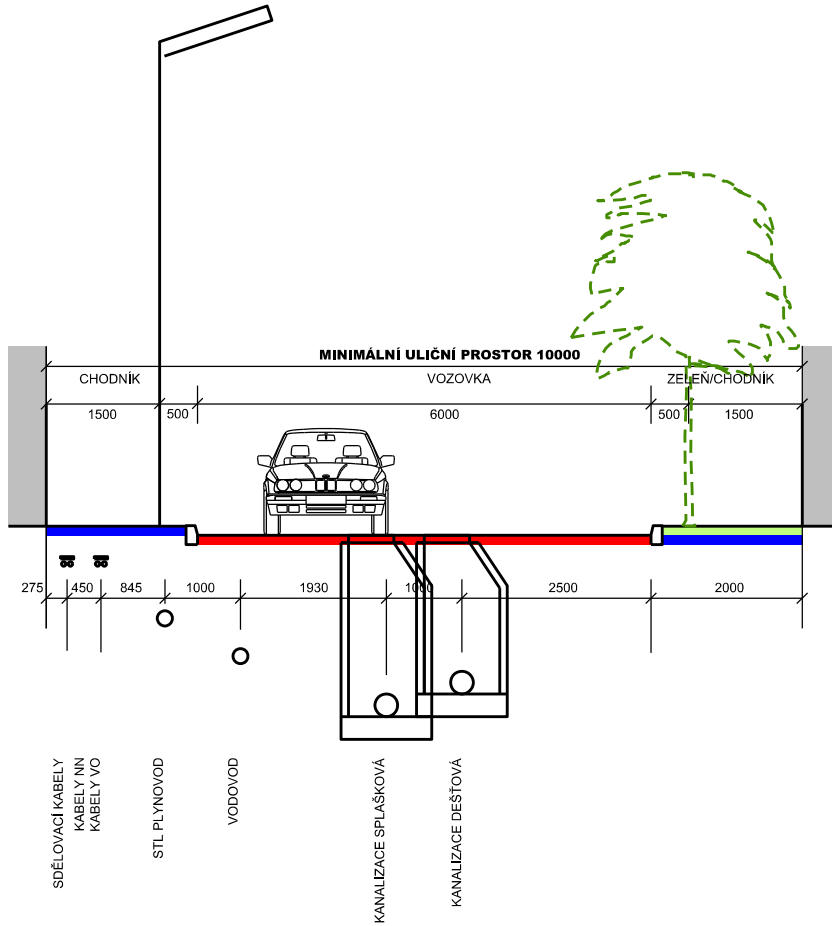 MINIMÁLNÍ ULIČNÍ PROSTOR 10000
CHODNÍK
VOZOVKA
ZELEŇ/CHODNÍK
1500
500
6000
500
1500
275
450
845
1000
1930
1000
2500
2000
SDĚLOVACÍ KABELY
KABELY NN
KABELY VO
STL PLYNOVOD
VODOVOD
KANALIZACE SPLAŠKOVÁ
KANALIZACE DEŠŤOVÁ